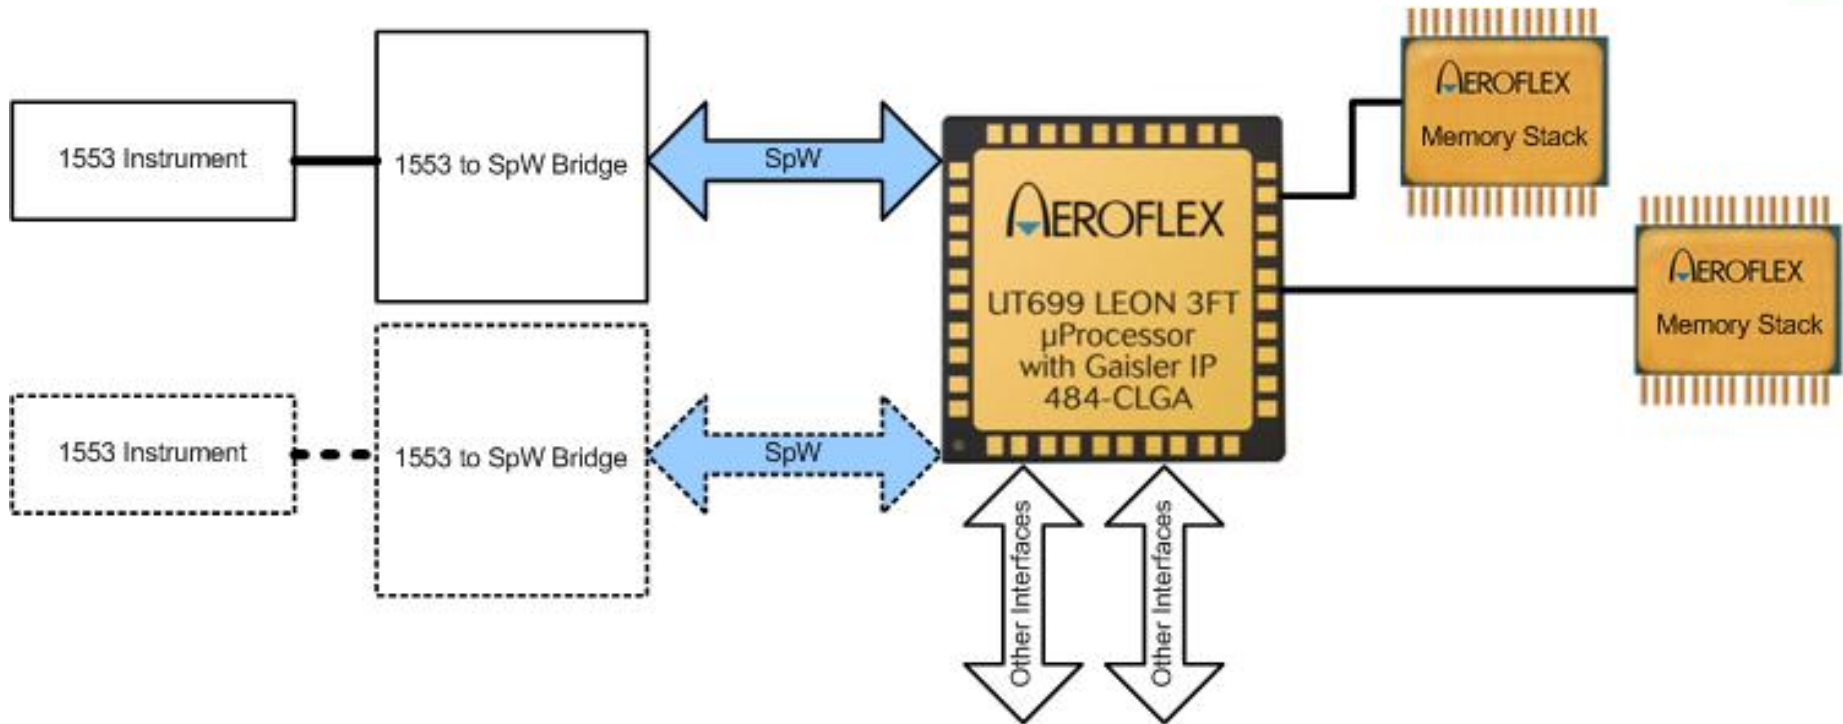 1553 Instrument
1553 to SpW Bridge
SpW
AEROFLEX
UT699 LEON 3FT
µProcessor
with Gaisler IP
484-CLGA
AEROFLEX
Memory Stack
AEROFLEX
Memory Stack
1553 Instrument
1553 to SpW Bridge
SpW
Other Interfaces
Other Interfaces